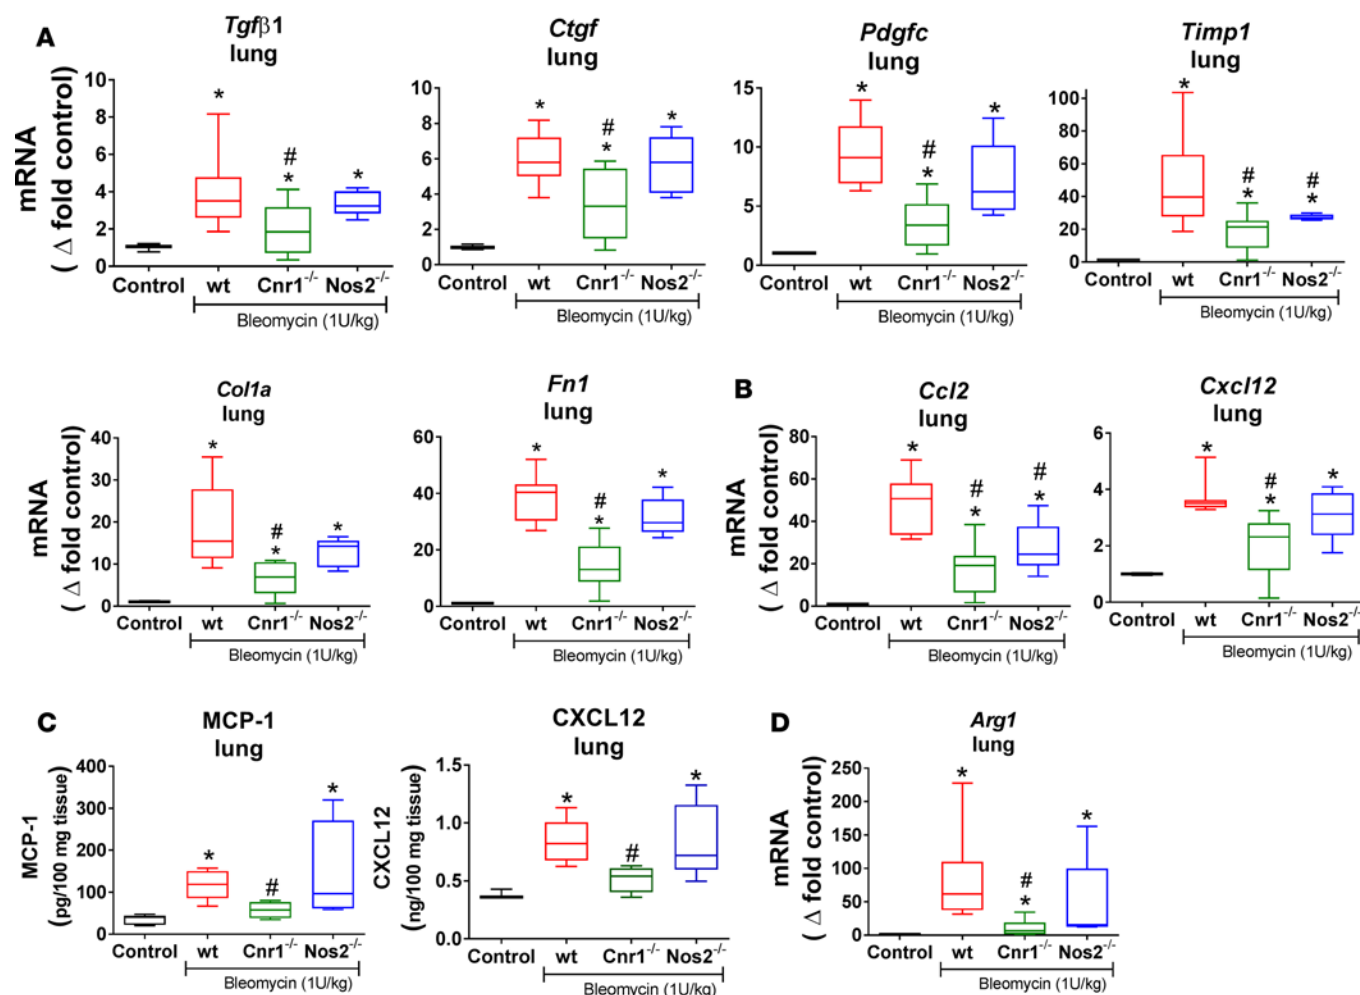 A
Tgfβ1
lung
mRNA
( Δ fold control)
10
8
6
4
2
0
*
#
*
*
Control wt Cnr1-/- Nos2-/-
Bleomycin (1U/kg)
Ctgf
lung
10
8
6
4
2
0
*
#
*
*
Control wt Cnr1-/- Nos2-/-
Bleomycin (1U/kg)
Pdgfc
lung
15
10
5
0
*
#
*
*
Control wt Cnr1-/- Nos2-/-
Bleomycin (1U/kg)
Timp1
lung
100
80
60
40
20
0
*
#
*
#
*
Control wt Cnr1-/- Nos2-/-
Bleomycin (1U/kg)
Col1a
lung
mRNA
( Δ fold control)
40
30
20
10
0
*
#
*
*
Control wt Cnr1-/- Nos2-/-
Bleomycin (1U/kg)
Fn1
lung
60
40
20
0
*
#
*
*
Control wt Cnr1-/- Nos2-/-
Bleomycin (1U/kg)
B
Ccl2
lung
mRNA
( Δ fold control)
80
60
40
20
0
*
#
*
#
*
Control wt Cnr1-/- Nos2-/-
Bleomycin (1U/kg)
Cxcl12
lung
6
4
2
0
*
#
*
*
Control wt Cnr1-/- Nos2-/-
Bleomycin (1U/kg)
C
MCP-1
lung
MCP-1
(pg/100 mg tissue)
400
300
200
100
0
*
#
*
Control wt Cnr1-/- Nos2-/-
Bleomycin (1U/kg)
CXCL12
lung
CXCL12
(ng/100 mg tissue)
1.5
1.0
0.5
0.0
*
#
*
Control wt Cnr1-/- Nos2-/-
Bleomycin (1U/kg)
D
Arg1
lung
mRNA
( Δ fold control)
250
200
150
100
50
0
*
#
*
*
Control wt Cnr1-/- Nos2-/-
Bleomycin (1U/kg)